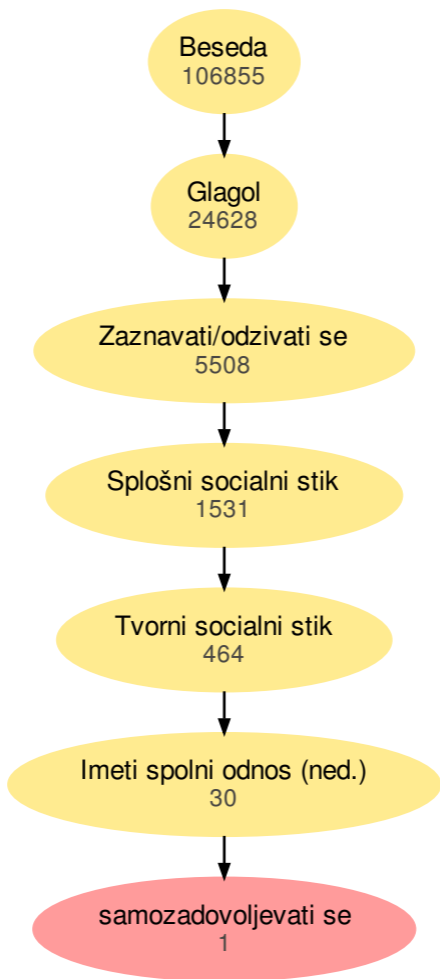 Beseda
106855
Glagol
24628
Zaznavati/odzivati se
5508
Splošni socialni stik
1531
Tvorni socialni stik
464
Imeti spolni odnos (ned.)
30
samozadovoljevati se
1